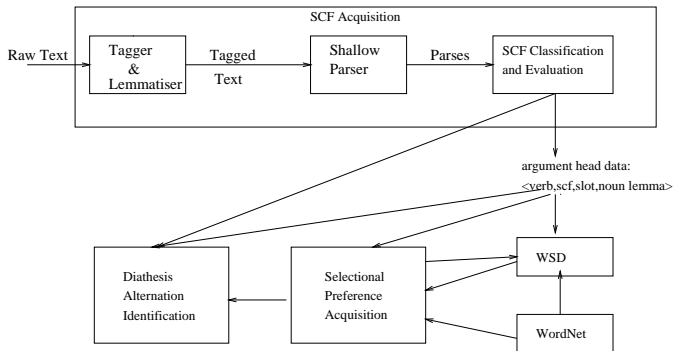 SCF Acquisition
Raw Text
Tagger
&
Lemmatiser
Tagged
Text
Shallow
Parser
Parses
SCF Classification
and Evaluation
argument head data:
<verb,scf,slot,noun lemma>
Diathesis
Alternation
Identification
Selectional
Preference
Acquisition
WSD
WordNet